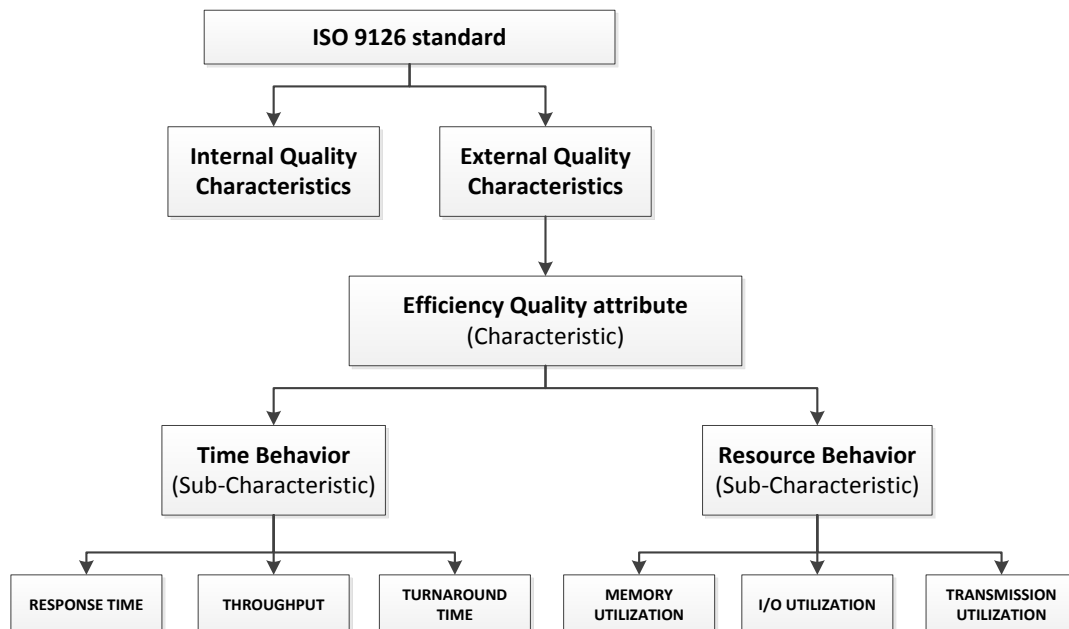 ISO 9126 standard
Internal Quality
Characteristics
External Quality
Characteristics
Efficiency Quality attribute
(Characteristic)
Time Behavior
(Sub-Characteristic)
Resource Behavior
(Sub-Characteristic)
RESPONSE TIME
THROUGHPUT
TURNAROUND
TIME
MEMORY
UTILIZATION
I/O UTILIZATION
TRANSMISSION
UTILIZATION